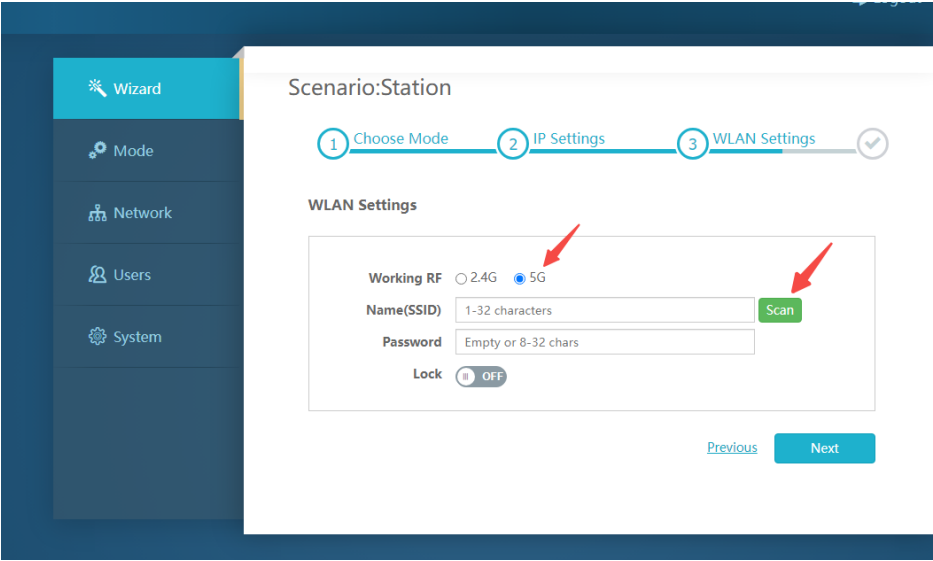 Logout
Wizard
Mode
Network
Users
System
Scenario:Station
1 Choose Mode 2 IP Settings 3 WLAN Settings
WLAN Settings
Working RF 2.4G 5G
Name(SSID) 1-32 characters Scan
Password Empty or 8-32 chars
Lock OFF
Previous Next